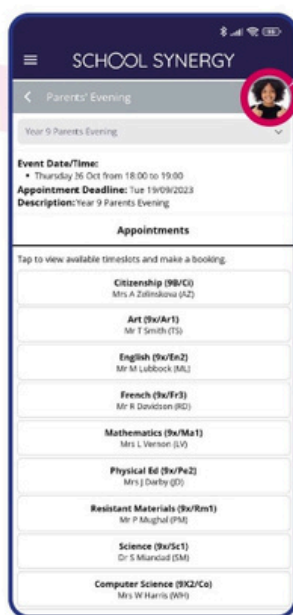 SCHOOL SYNERGY
Parents' Evening
Year 9 Parents Evening
Event Date/Time:
• Thursday 26 Oct from 18:00 to 19:00
Appointment Deadline: Tue 19/09/2023
Description: Year 9 Parents Evening
Appointments
Tap to view available timeslots and make a booking.
Citizenship (9B/Ci)
Mrs A Zelinskova (AZ)
Art (9x/Ar1)
Mr T Smith (TS)
English (9x/En2)
Mr M Lubbock (ML)
French (9x/Fr3)
Mr R Davidson (RD)
Mathematics (9x/Ma1)
Mrs L Vernon (LV)
Physical Ed (9x/Pe2)
Mrs J Darby (JD)
Resistant Materials (9x/Rm1)
Mr P Mughal (PM)
Science (9x/Sc1)
Dr S Miandad (SM)
Computer Science (9X2/Co)
Mrs W Harris (WH)